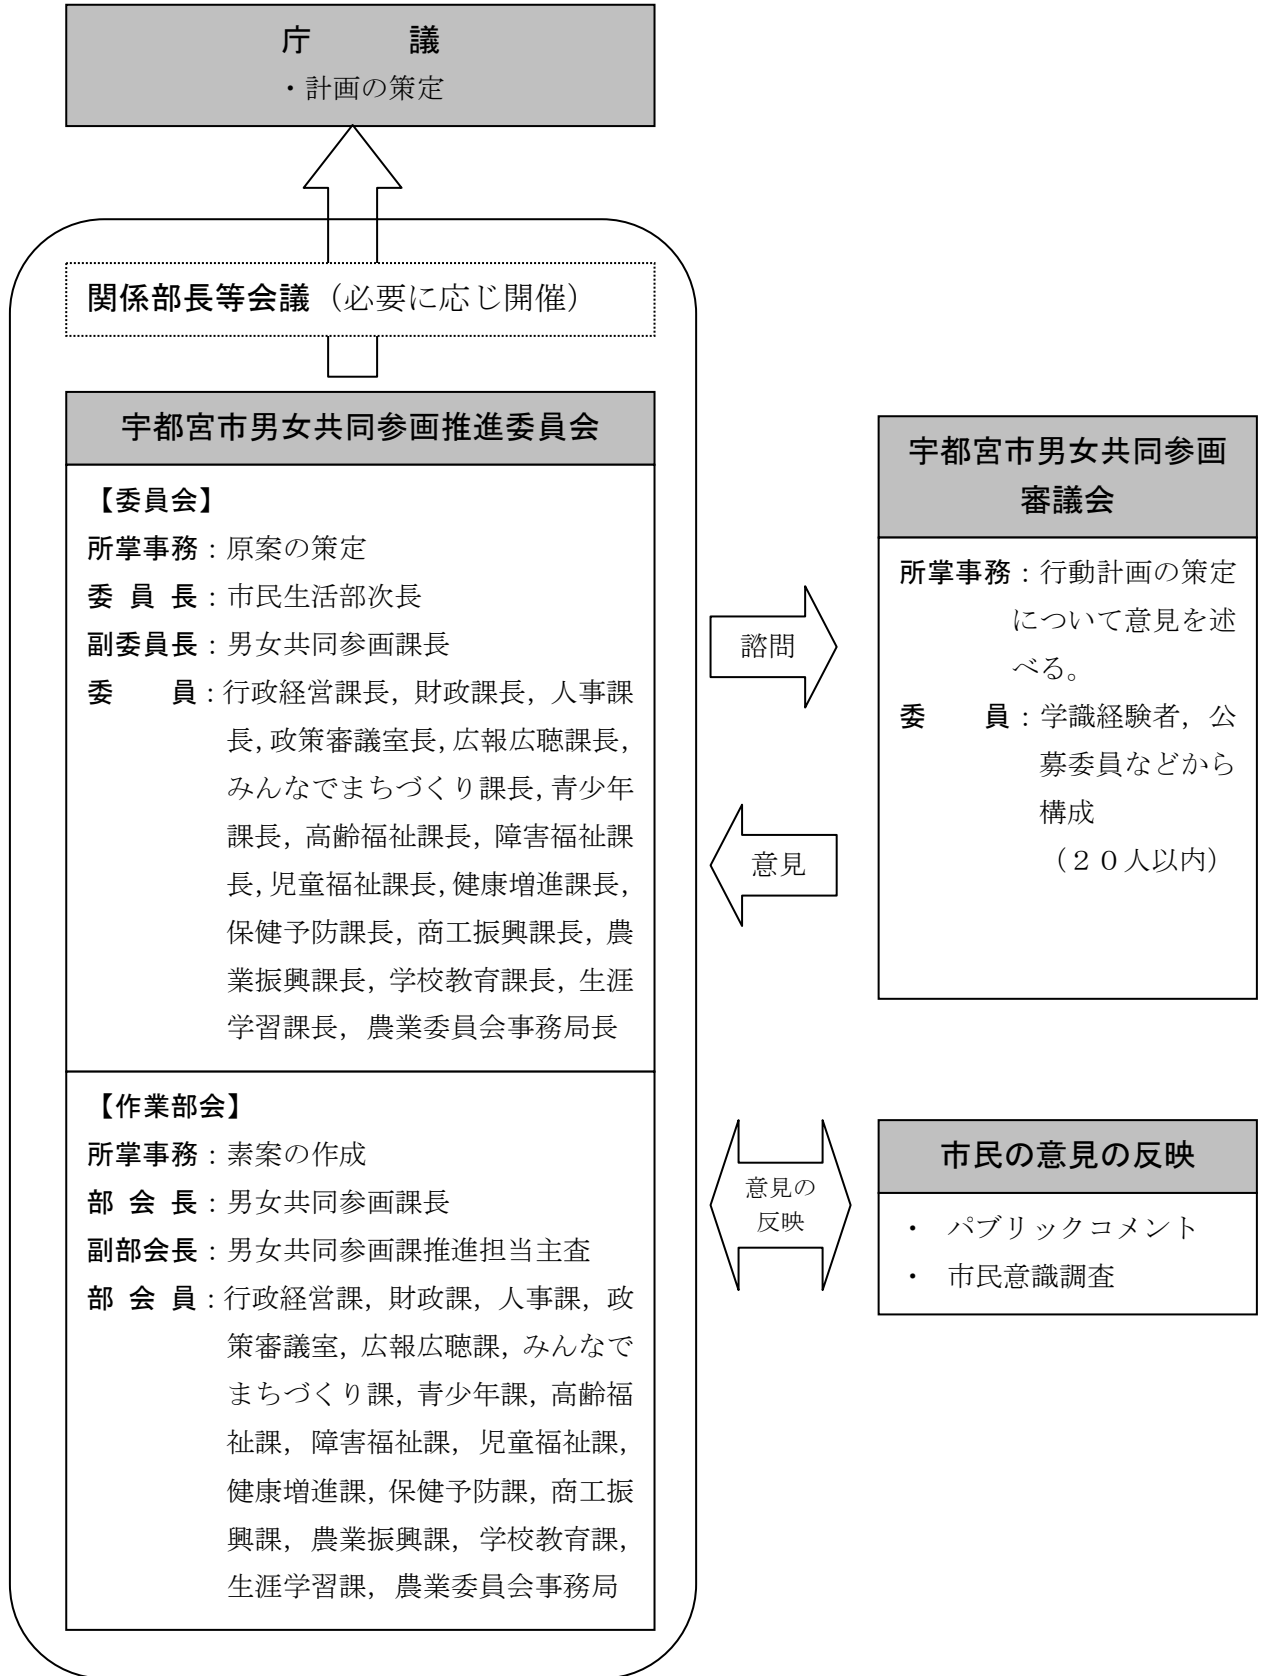 庁　　　議
・計画の策定
関係部長等会議（必要に応じ開催）
宇都宮市男女共同参画推進委員会
【委員会】
所掌事務：原案の策定
委 員 長：市民生活部次長
副委員長：男女共同参画課長
委　　員：行政経営課長，財政課長，人事課
長，政策審議室長，広報広聴課長，
みんなでまちづくり課長，青少年
課長，高齢福祉課長，障害福祉課
長，児童福祉課長，健康増進課長，
保健予防課長，商工振興課長，農
業振興課長，学校教育課長，生涯
学習課長，農業委員会事務局長
【作業部会】
所掌事務：素案の作成
部 会 長：男女共同参画課長
副部会長：男女共同参画課推進担当主査
部 会 員：行政経営課，財政課，人事課，政
策審議室，広報広聴課，みんなで
まちづくり課，青少年課，高齢福
祉課，障害福祉課，児童福祉課，
健康増進課，保健予防課，商工振
興課，農業振興課，学校教育課，
生涯学習課，農業委員会事務局
諮問
意見
意見の
反映
宇都宮市男女共同参画
審議会
所掌事務：行動計画の策定
について意見を述
べる。
委　　員：学識経験者，公
募委員などから
構成
（２０人以内）
市民の意見の反映
・ パブリックコメント
・ 市民意識調査